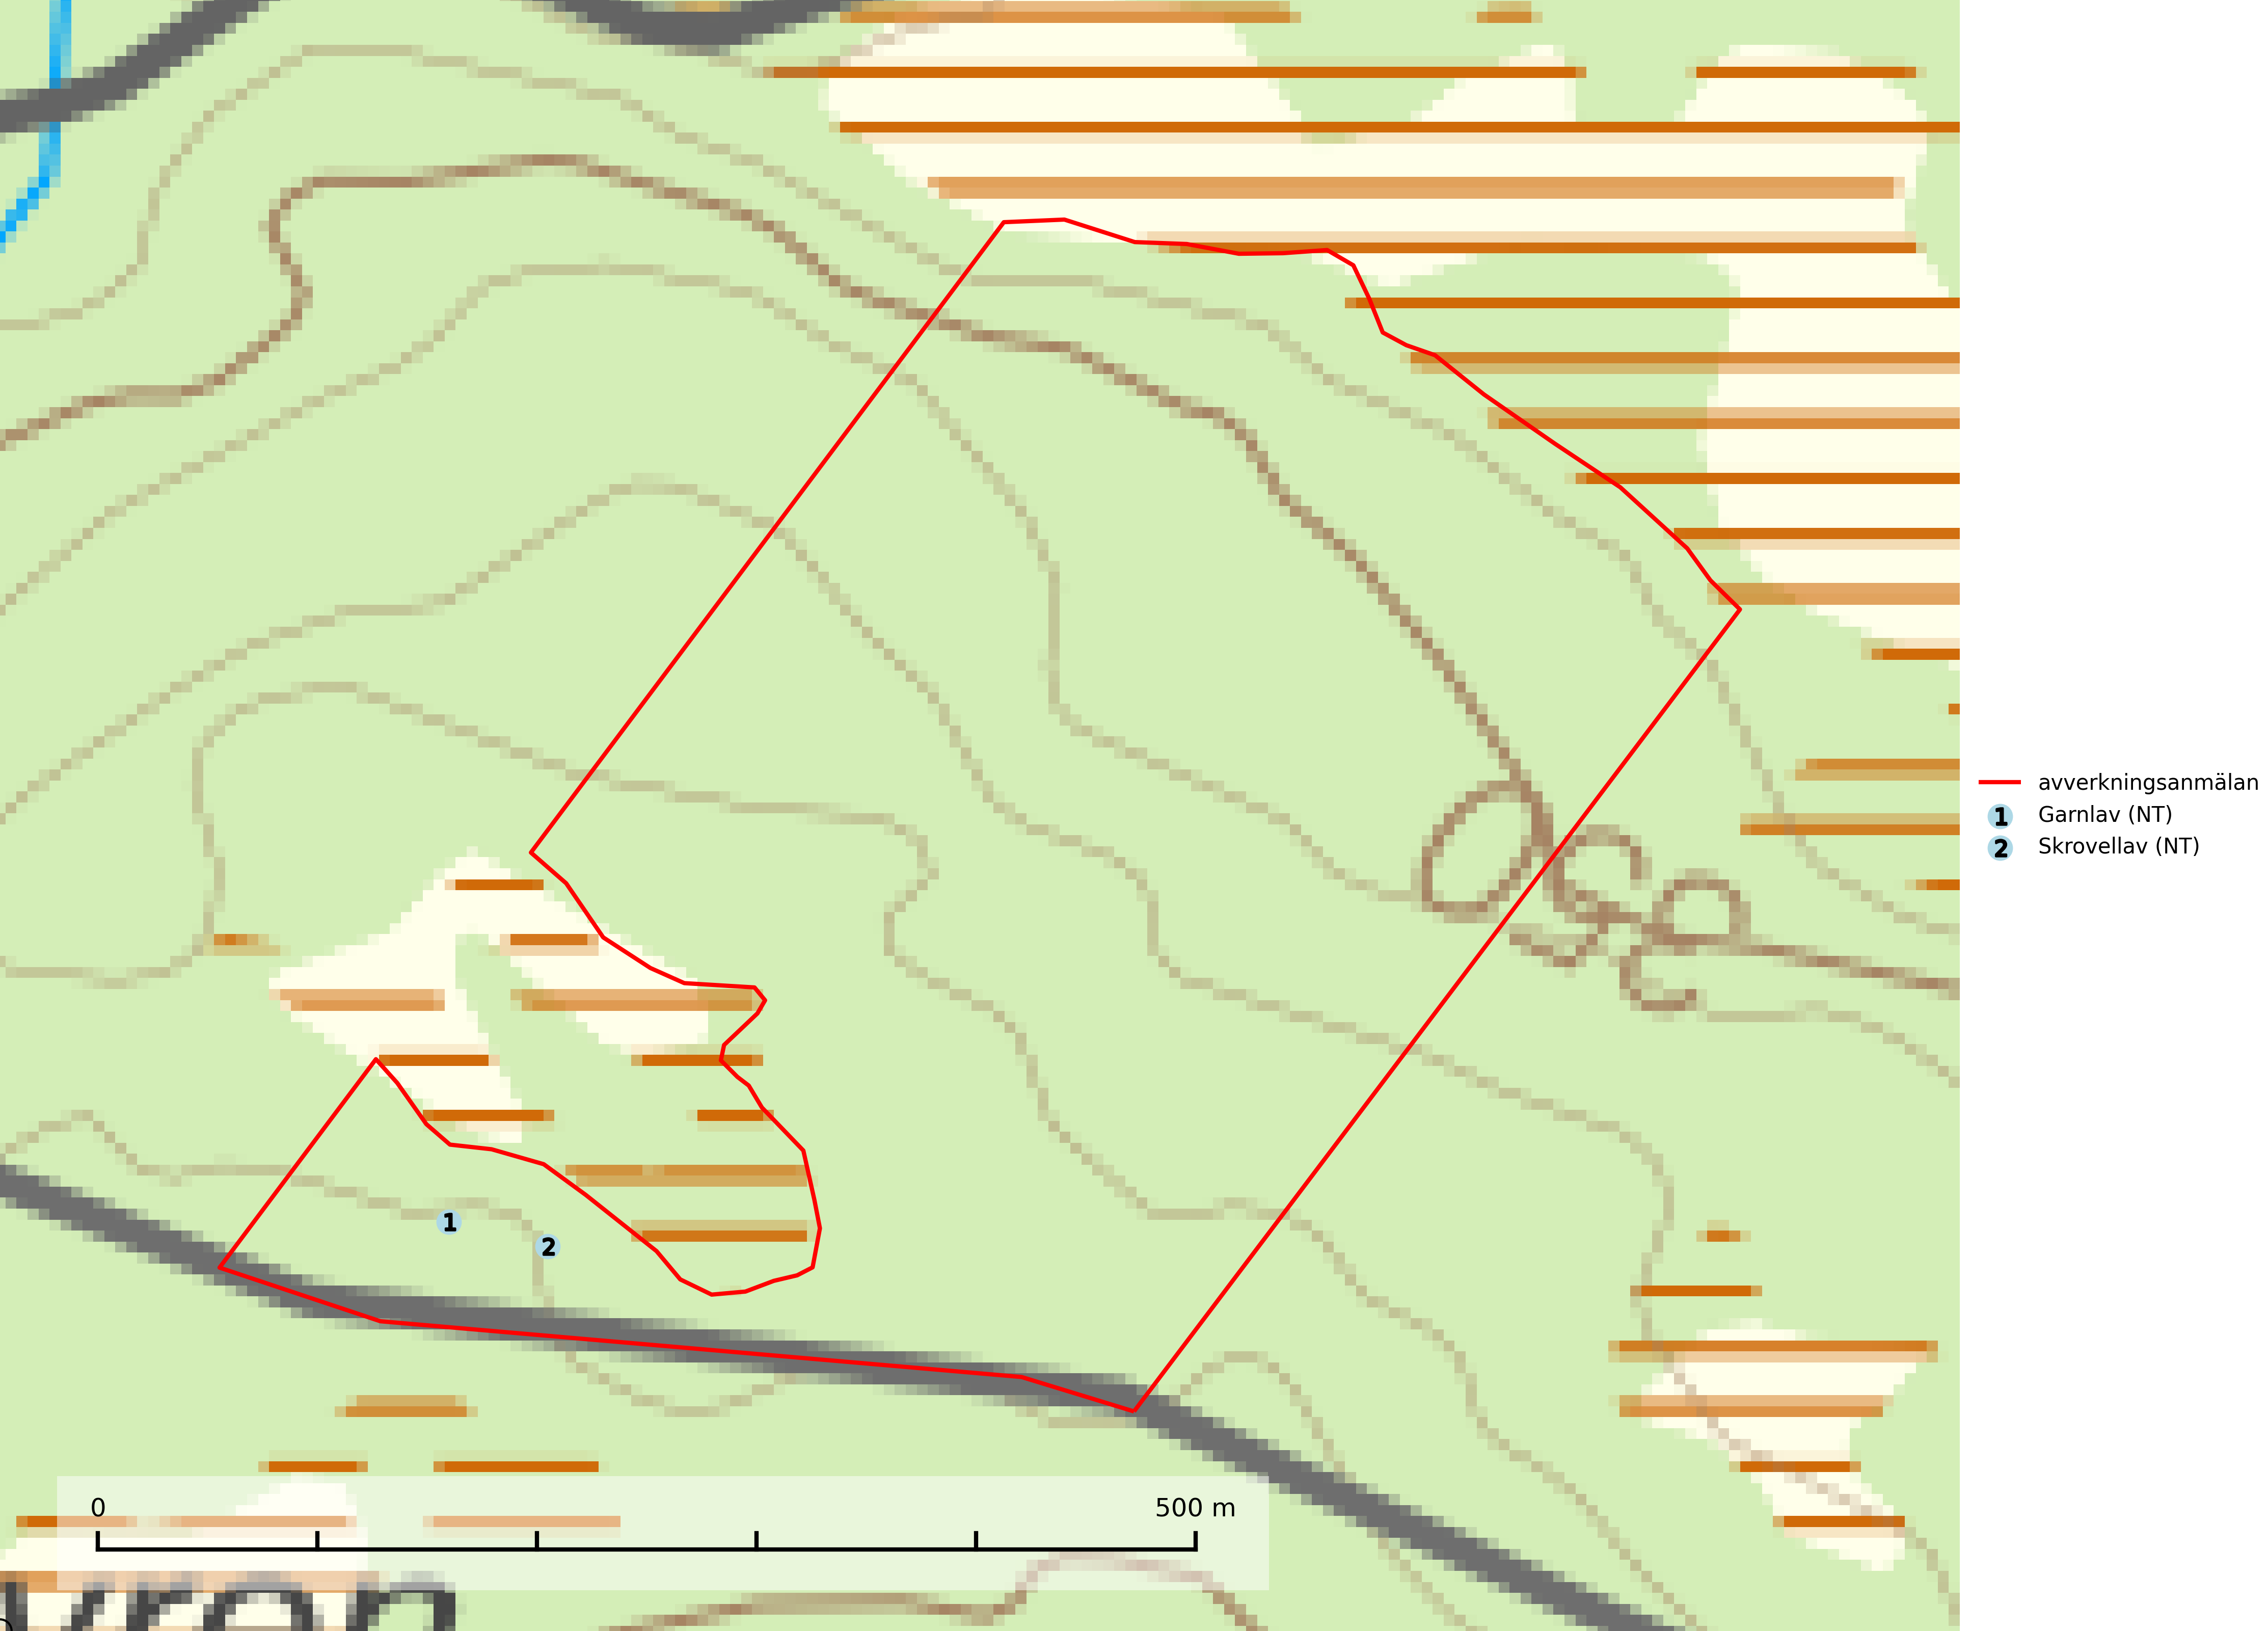 1
2
avverkningsanmälan
1 Garnlav (NT)
2 Skrovellav (NT)
0 500 m